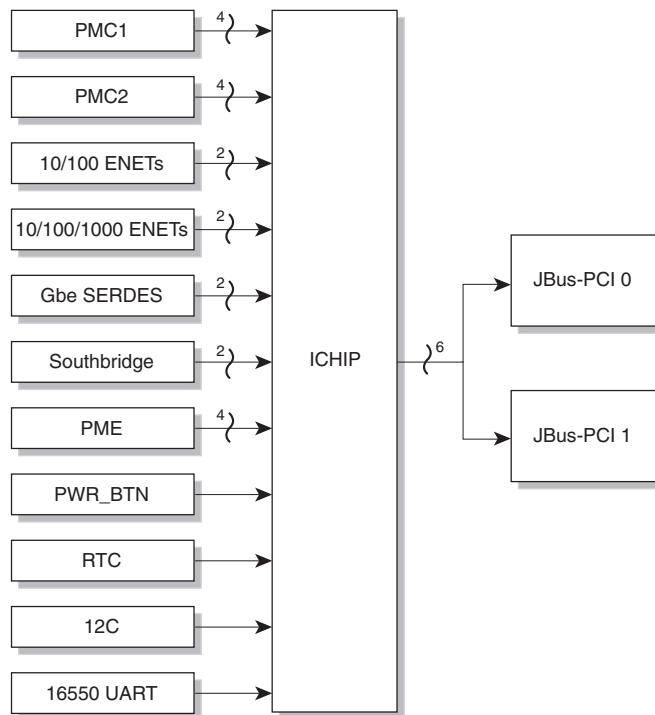 PMC1
4
PMC2
4
10/100 ENETs
2
10/100/1000 ENETs
2
Gbe SERDES
2
Southbridge
2
PME
4
PWR_BTN
RTC
12C
16550 UART
ICHIP
6
JBus-PCI 0
JBus-PCI 1